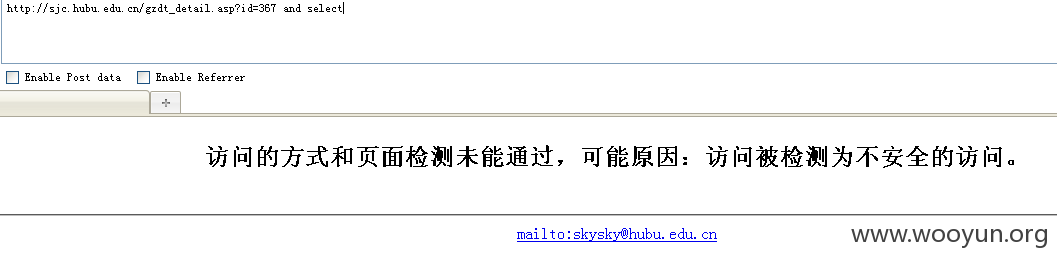 http://sjc.hubu.edu.cn/gzdt_detail.asp?id=367 and select
Enable Post data Enable Referrer
访问的方式和页面检测未能通过，可能原因：访问被检测为不安全的访问。
mailto:skysky@hubu.edu.cn
www.wooyun.org